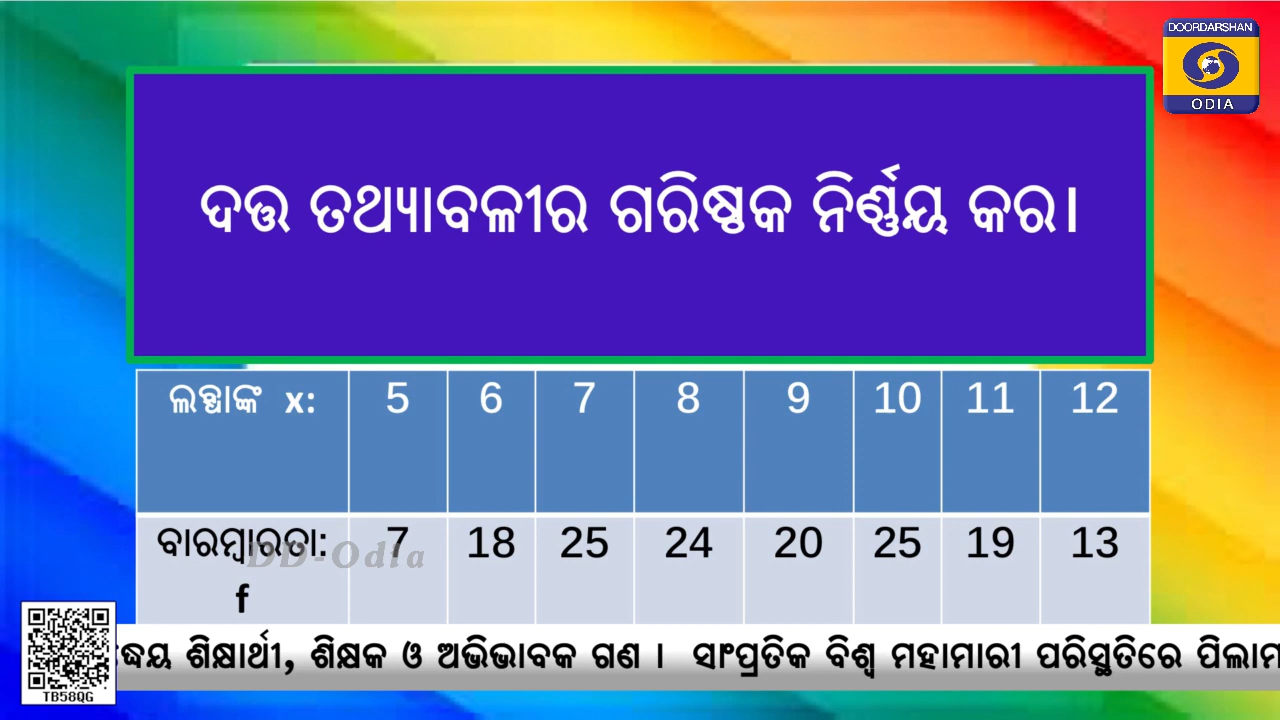 DOORDARSHAN
ODIA
ଦତ୍ତ ତଥ୍ୟାବଳୀର ଗରିଷ୍ଠକ ନିର୍ଣ୍ଣୟ କର।
ଲବ୍ଧାଙ୍କ x: 5 6 7 8 9 10 11 12
ବାରମ୍ବାରତା: 7 18 25 24 20 25 19 13
f
DD-Odia
ଶିକ୍ଷାର୍ଥୀ, ଶିକ୍ଷକ ଓ ଅଭିଭାବକ ଗଣ । ସାଂପ୍ରତିକ ବିଶ୍ୱ ମହାମାରୀ ପରିସ୍ଥିତିରେ
TB58QG